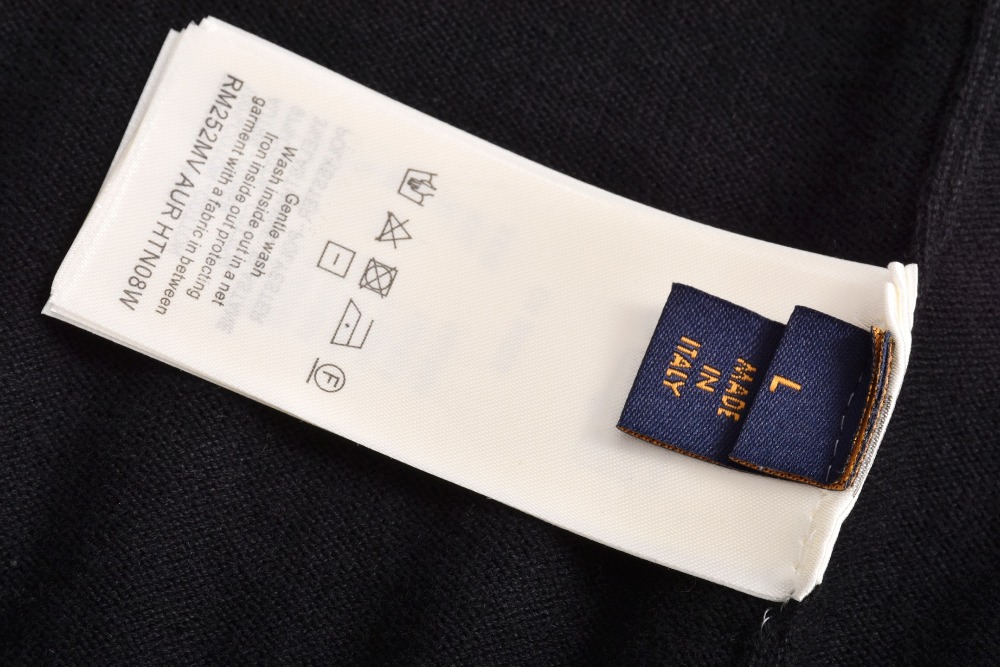 Gentle wash
Wash inside out in a net
Iron inside out protecting
garment with a fabric in between
RM252MV AUR HTN08W
F
L
MADE
IN
ITALY